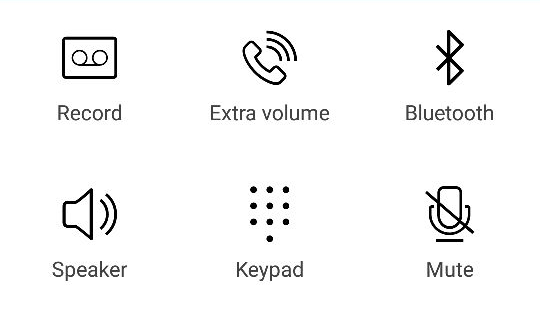 Record
Extra volume
Bluetooth
Speaker
Keypad
Mute